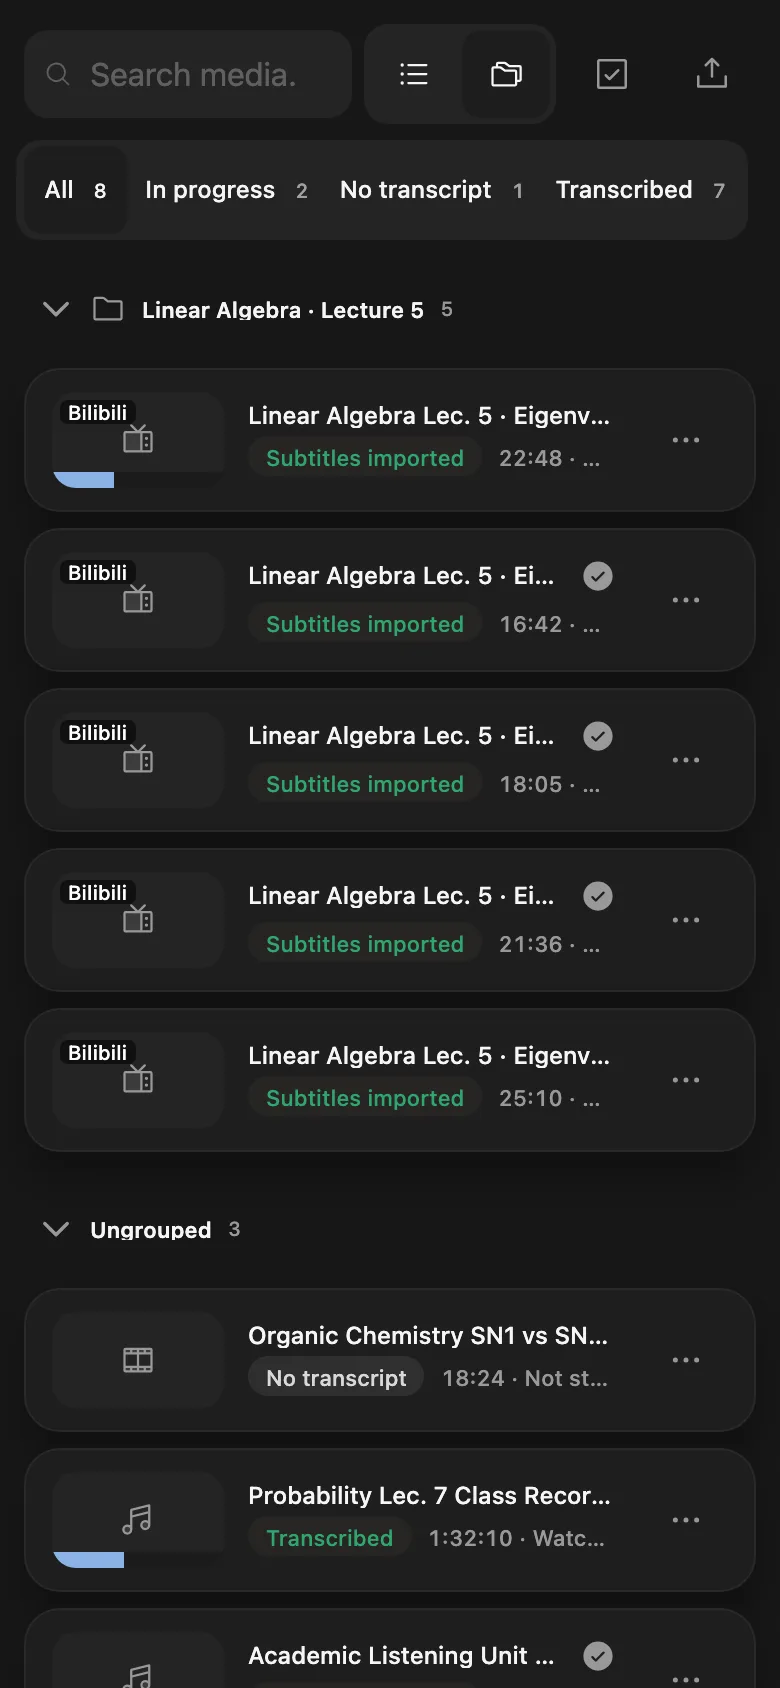 Search media.
All 8 In progress 2 No transcript 1 Transcribed 7
Linear Algebra · Lecture 5 5
Bilibili
Linear Algebra Lec. 5 · Eigenv...
Subtitles imported 22:48 · ...
Bilibili
Linear Algebra Lec. 5 · Ei...
Subtitles imported 16:42 · ...
Bilibili
Linear Algebra Lec. 5 · Ei...
Subtitles imported 18:05 · ...
Bilibili
Linear Algebra Lec. 5 · Ei...
Subtitles imported 21:36 · ...
Bilibili
Linear Algebra Lec. 5 · Eigenv...
Subtitles imported 25:10 · ...
Ungrouped 3
Organic Chemistry SN1 vs SN...
No transcript 18:24 · Not st...
Probability Lec. 7 Class Recor...
Transcribed 1:32:10 · Watc...
Academic Listening Unit ...